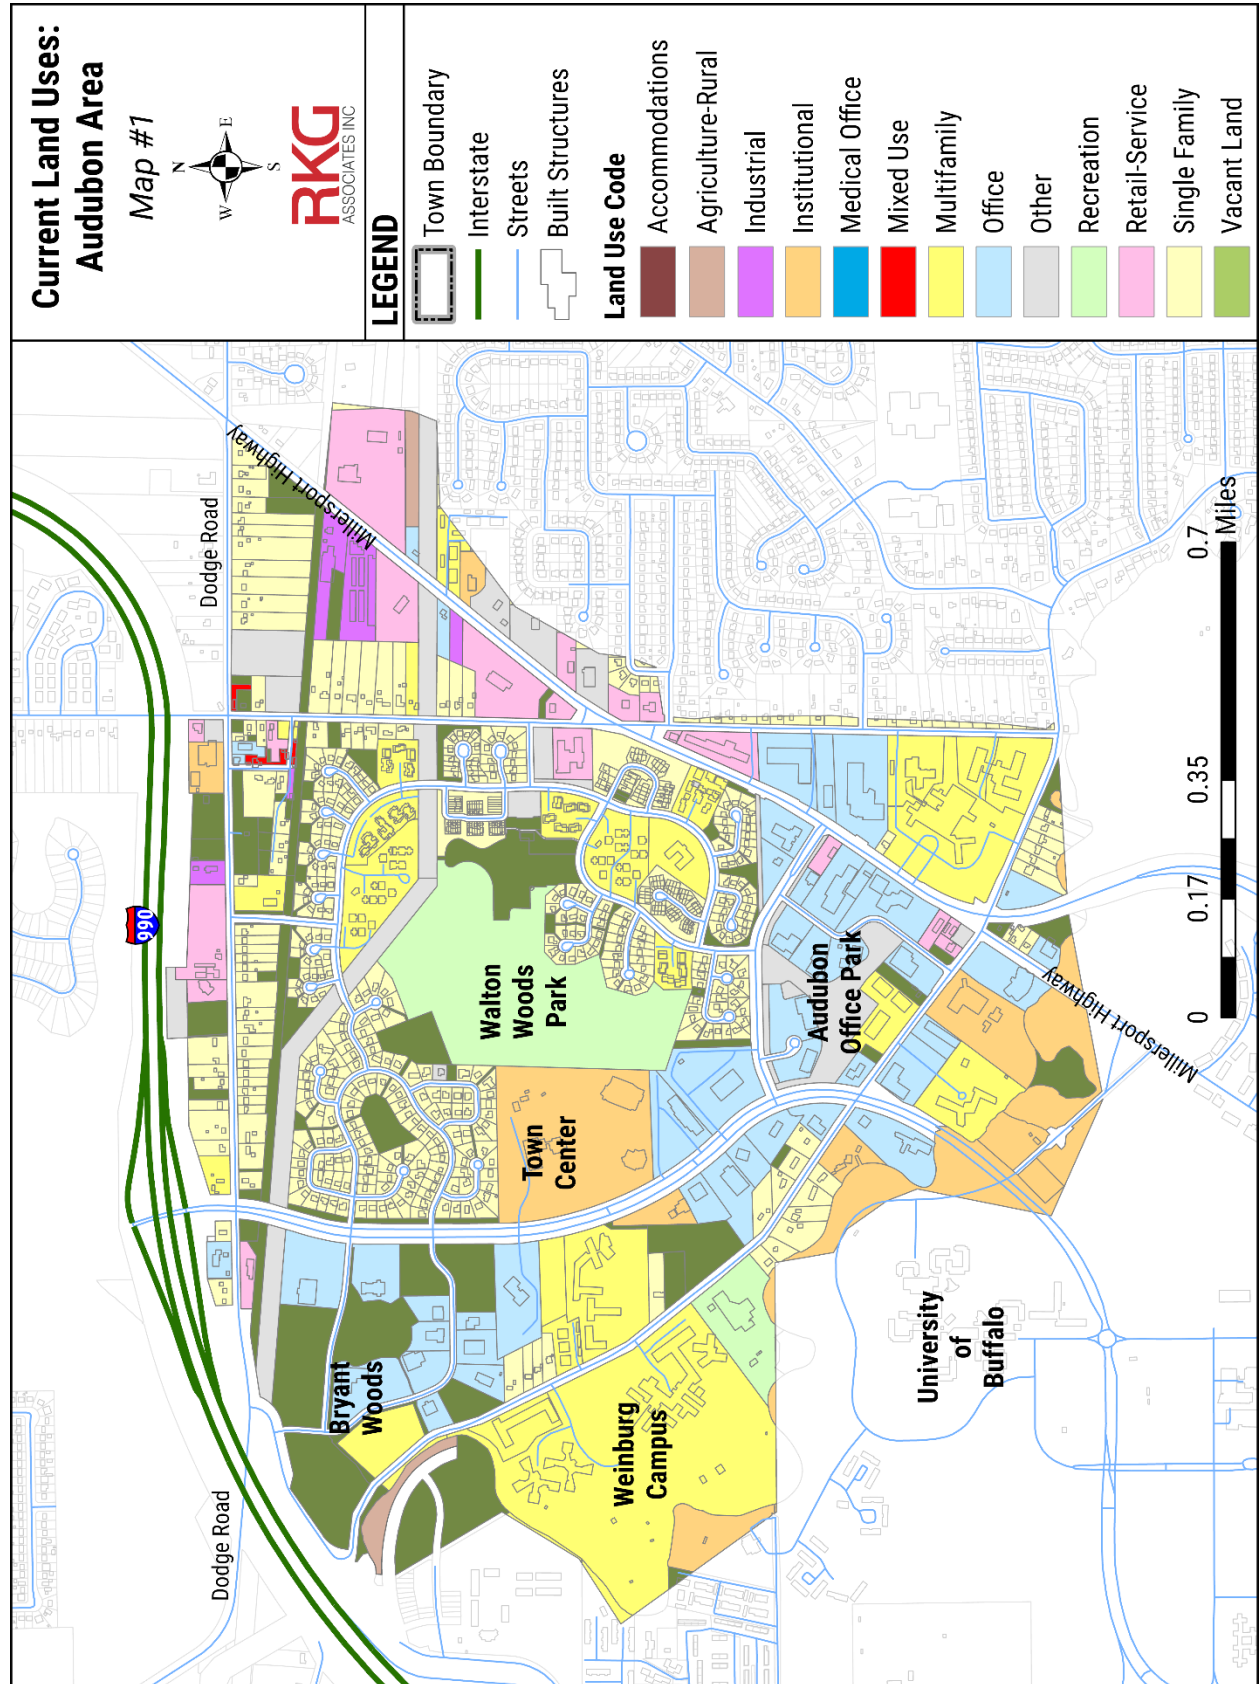 Current Land Uses:
Audubon Area
Map #1
N
W
E
S
RKG
ASSOCIATES INC
LEGEND
Town Boundary
Interstate
Streets
Built Structures
Land Use Code
Accommodations
Agriculture-Rural
Industrial
Institutional
Medical Office
Mixed Use
Multifamily
Office
Other
Recreation
Retail-Service
Single Family
Vacant Land
Dodge Road
Dodge Road
990
Millersport Highway
Millersport Highway
Bryant
Woods
Walton
Woods
Park
Town
Center
Audubon
Office Park
Weinburg
Campus
University
of
Buffalo
0
0.17
0.35
0.7
Miles